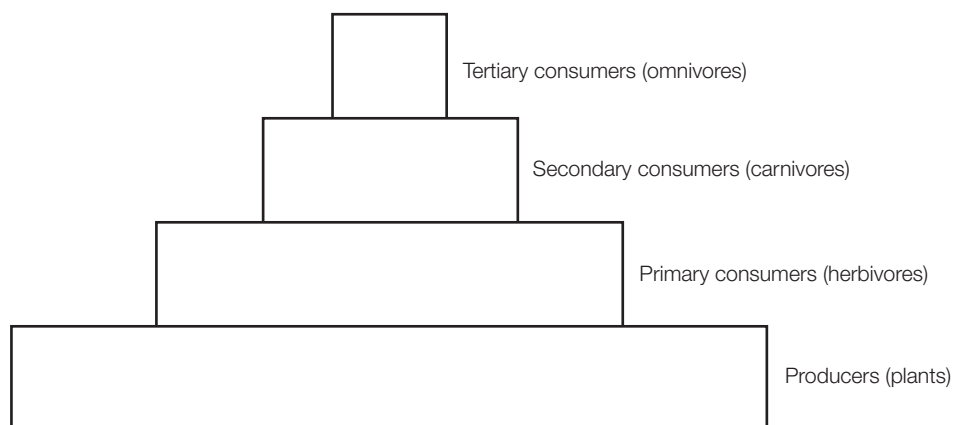 Tertiary consumers (omnivores)
Secondary consumers (carnivores)
Primary consumers (herbivores)
Producers (plants)